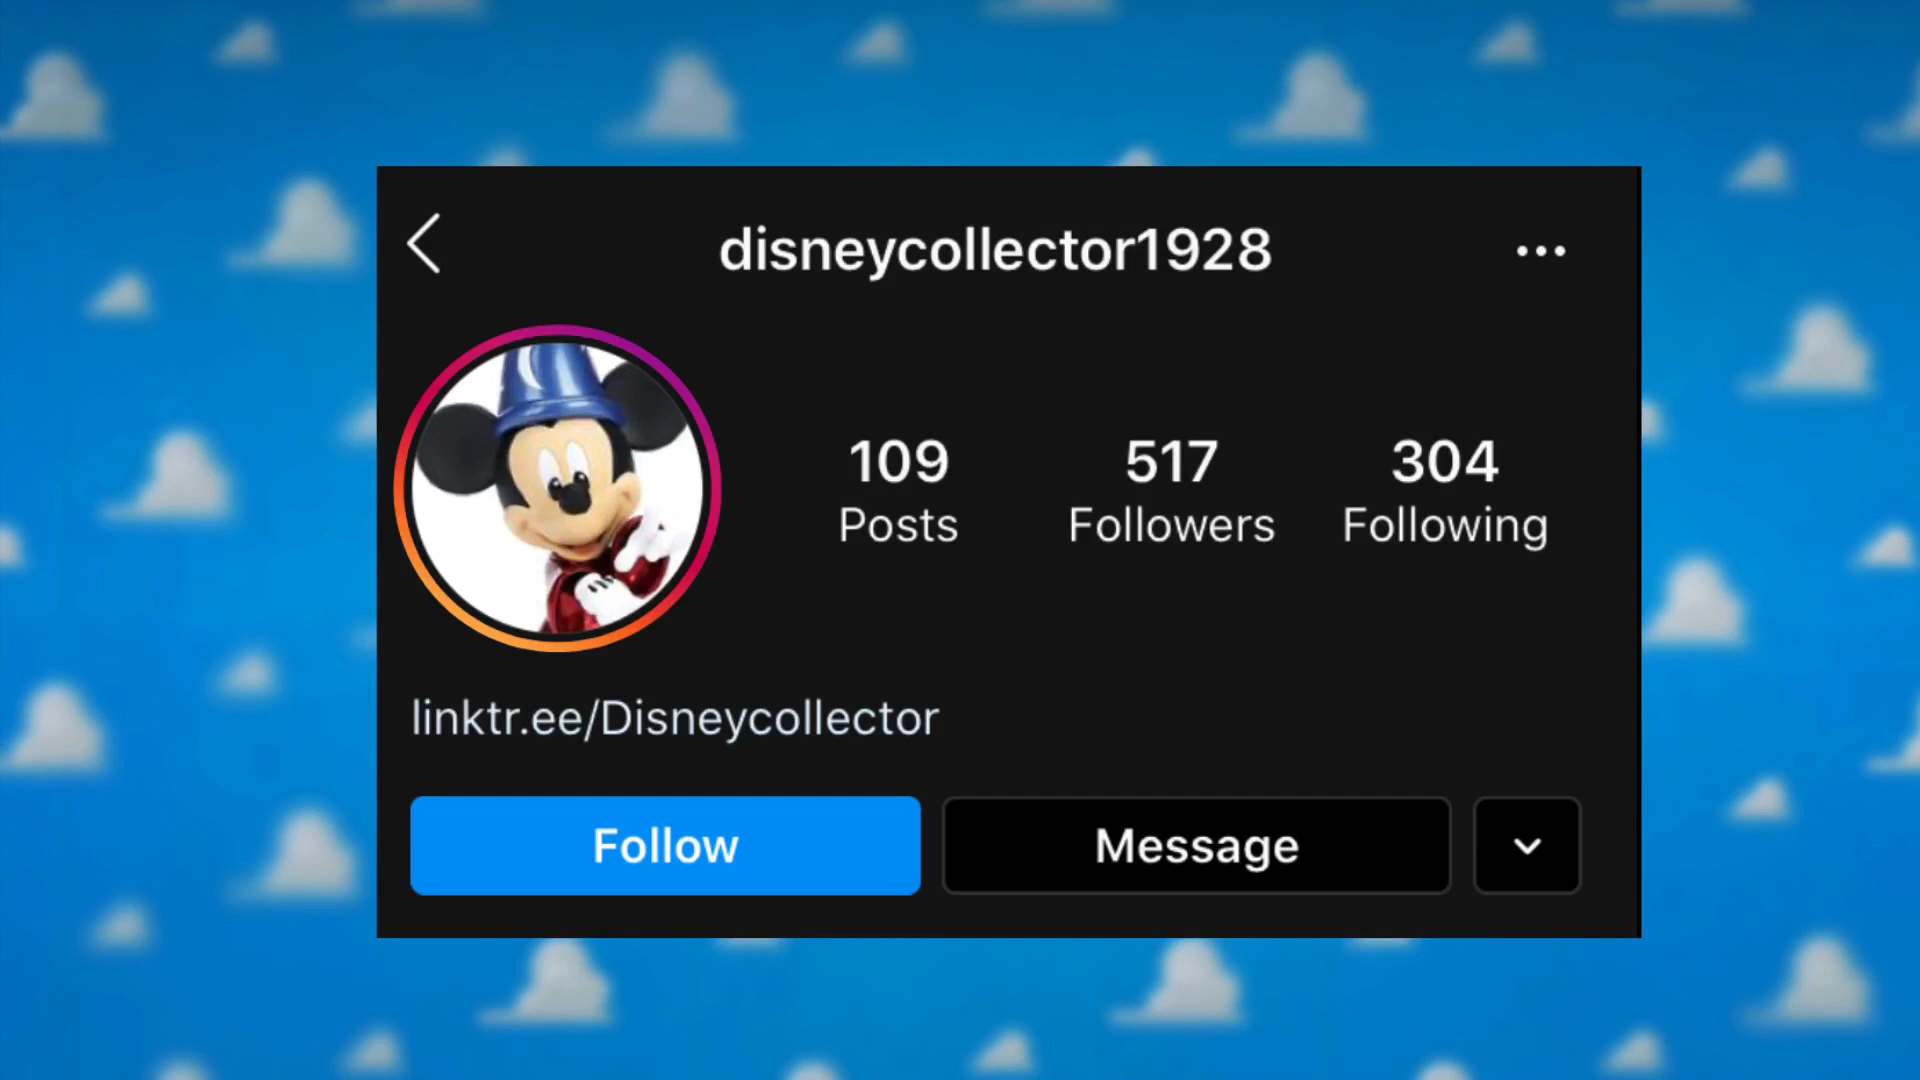 disneycollector1928
109 517 304
Posts Followers Following
linktr.ee/Disneycollector
Follow Message